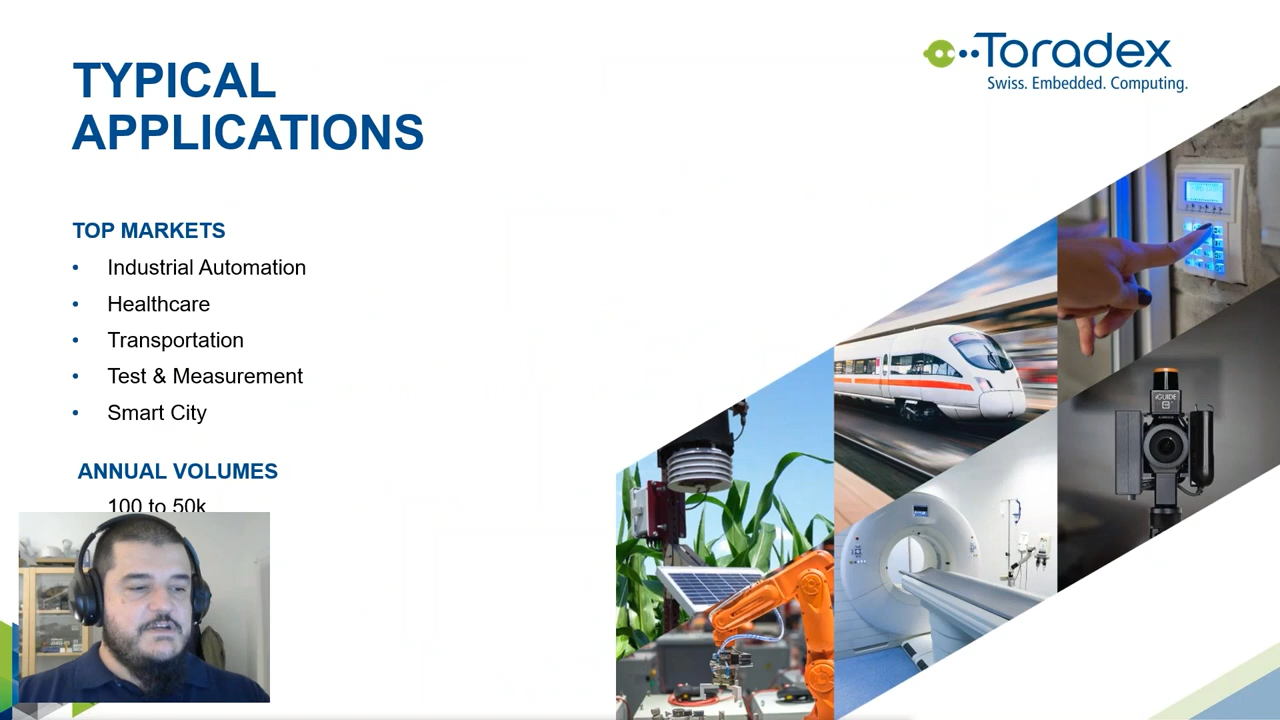 TYPICAL
APPLICATIONS
Toradex
Swiss. Embedded. Computing.
TOP MARKETS
• Industrial Automation
• Healthcare
• Transportation
• Test & Measurement
• Smart City
ANNUAL VOLUMES
100 to 50k
iGUIDE